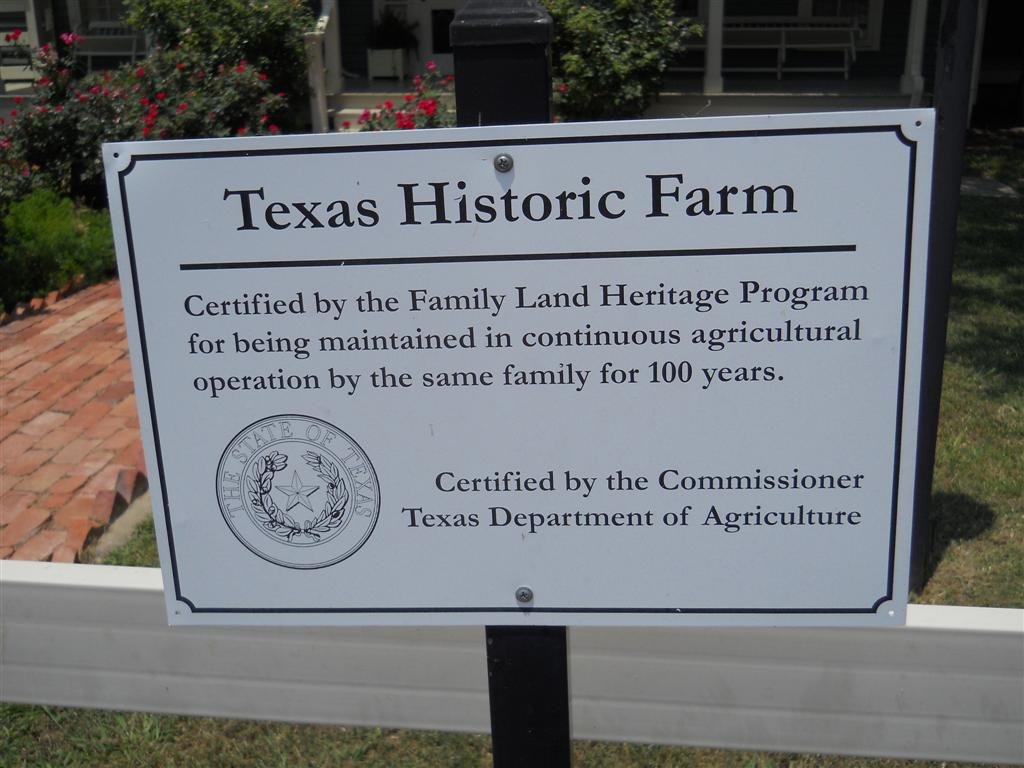 Texas Historic Farm
Certified by the Family Land Heritage Program
for being maintained in continuous agricultural
operation by the same family for 100 years.
THE STATE OF TEXAS
Certified by the Commissioner
Texas Department of Agriculture